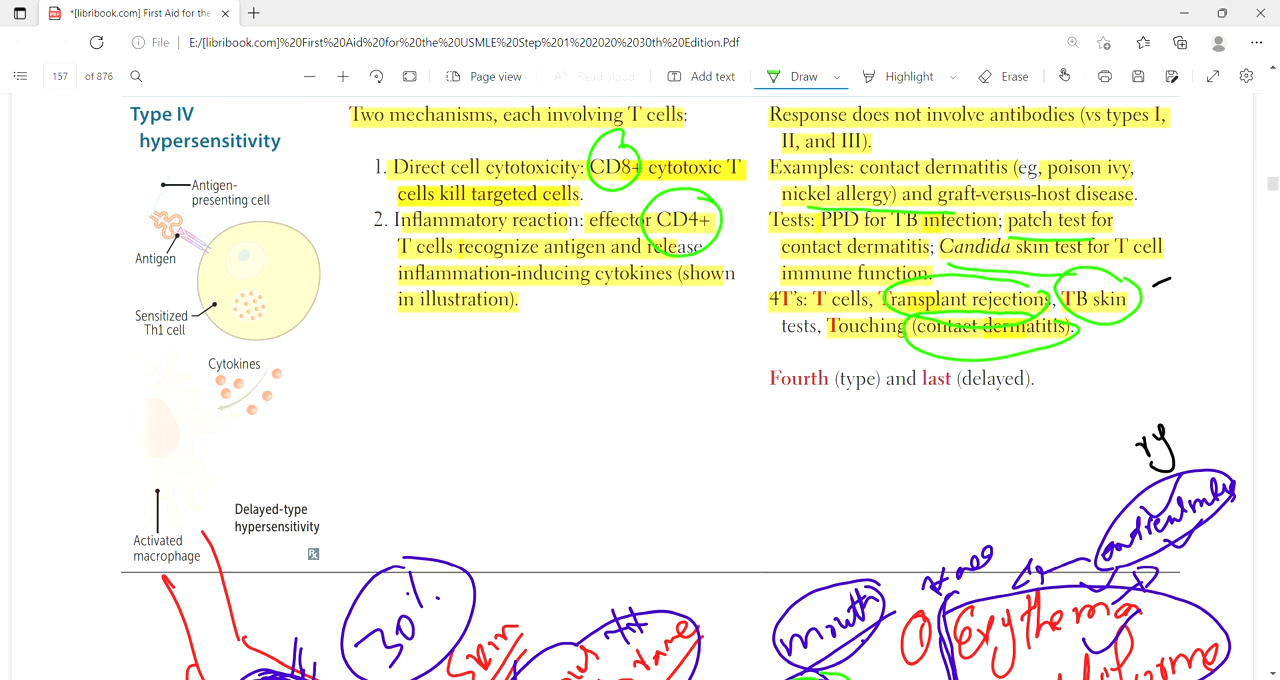 *[libribook.com] First Aid for the
File
E:/[libribook.com]%20First%20Aid%20for%20the%20USMLE%20Step%201%202020%2030th%20Edition.Pdf
157
of 876
Page view
Read aloud
Add text
Draw
Highlight
Erase
Type IV
hypersensitivity
Antigen-
presenting cell
Antigen
Sensitized
Th1 cell
Cytokines
Activated
macrophage
Delayed-type
hypersensitivity
Rx
Two mechanisms, each involving T cells:
1. Direct cell cytotoxicity: CD8+ cytotoxic T
cells kill targeted cells.
2. Inflammatory reaction: effector CD4+
T cells recognize antigen and release
inflammation-inducing cytokines (shown
in illustration).
Response does not involve antibodies (vs types I,
II, and III).
Examples: contact dermatitis (eg, poison ivy,
nickel allergy) and graft-versus-host disease.
Tests: PPD for TB infection; patch test for
contact dermatitis; Candida skin test for T cell
immune function.
4T's: T cells, Transplant rejections, TB skin
tests, Touching (contact dermatitis).
Fourth (type) and last (delayed).
30%
Skin
mouth
Erythema